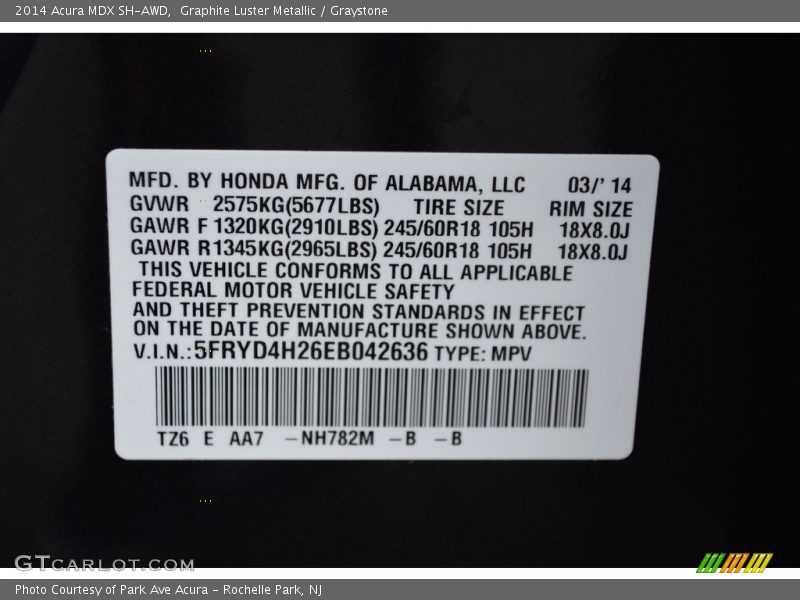 2014 Acura MDX SH-AWD,  Graphite Luster Metallic / Graystone
MFD. BY HONDA MFG. OF ALABAMA, LLC 03/' 14
GVWR 2575KG(5677LBS) TIRE SIZE RIM SIZE
GAWR F 1320KG(2910LBS) 245/60R18 105H 18X8.0J
GAWR R1345KG(2965LBS) 245/60R18 105H 18X8.0J
THIS VEHICLE CONFORMS TO ALL APPLICABLE
FEDERAL MOTOR VEHICLE SAFETY
AND THEFT PREVENTION STANDARDS IN EFFECT
ON THE DATE OF MANUFACTURE SHOWN ABOVE.
V.I.N.:5FRYD4H26EB042636 TYPE: MPV
TZ6 E AA7 –NH782M –B –B
GTCARLOT.COM
Photo Courtesy of Park Ave Acura - Rochelle Park, NJ